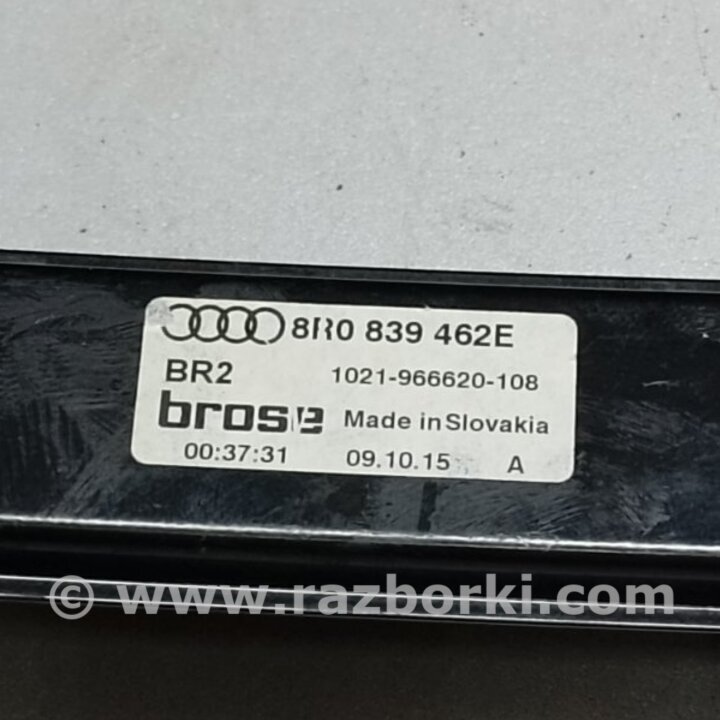 8R0 839 462E
BR2 1021-966620-108
brose Made in Slovakia
00:37:31 09.10.15 A
© www.razborki.com